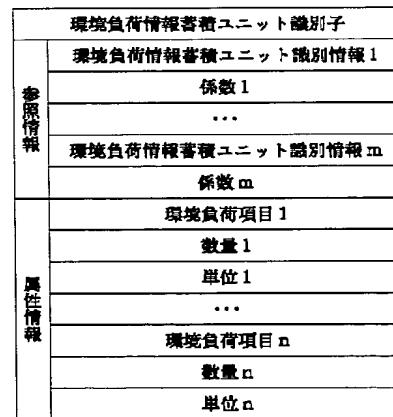 環境負荷情報蓄積ユニット識別子
参照情報
環境負荷情報蓄積ユニット識別情報1
係数1
...
環境負荷情報蓄積ユニット識別情報m
係数m
属性情報
環境負荷項目1
数量1
単位1
...
環境負荷項目n
数量n
単位n